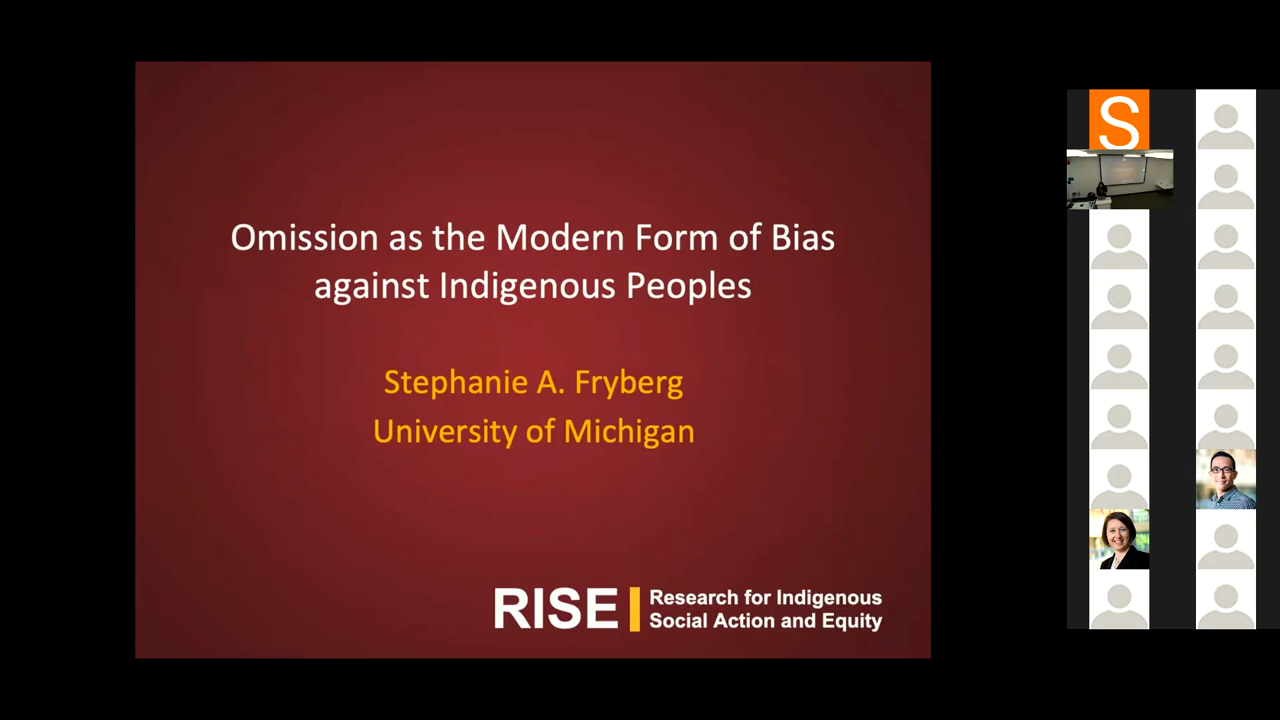 Omission as the Modern Form of Bias
against Indigenous Peoples
Stephanie A. Fryberg
University of Michigan
RISE
Research for Indigenous
Social Action and Equity
S